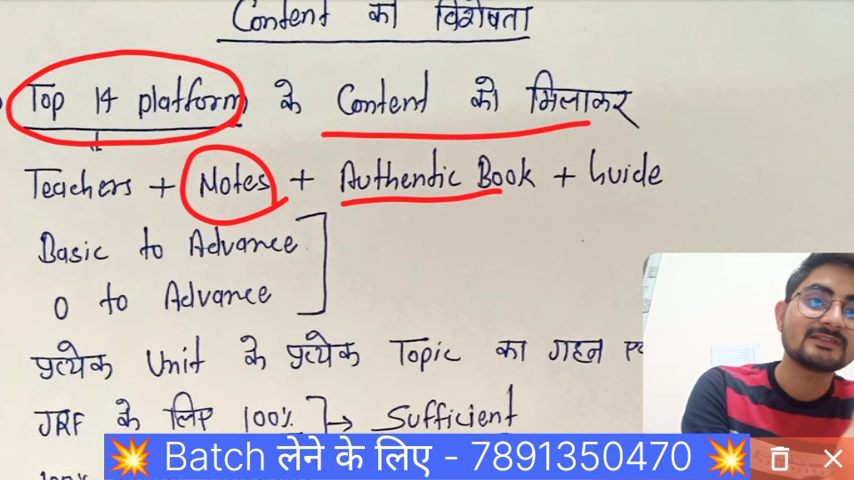 Content की विशेषता
Top 14 platform के Content को मिलाकर
Teachers + Notes + Authentic Book + Guide
Basic to Advance
0 to Advance
प्रत्येक Unit के प्रत्येक Topic का गहन
JRF के लिए 100% → Sufficient
💥 Batch लेने के लिए - 7891350470 💥